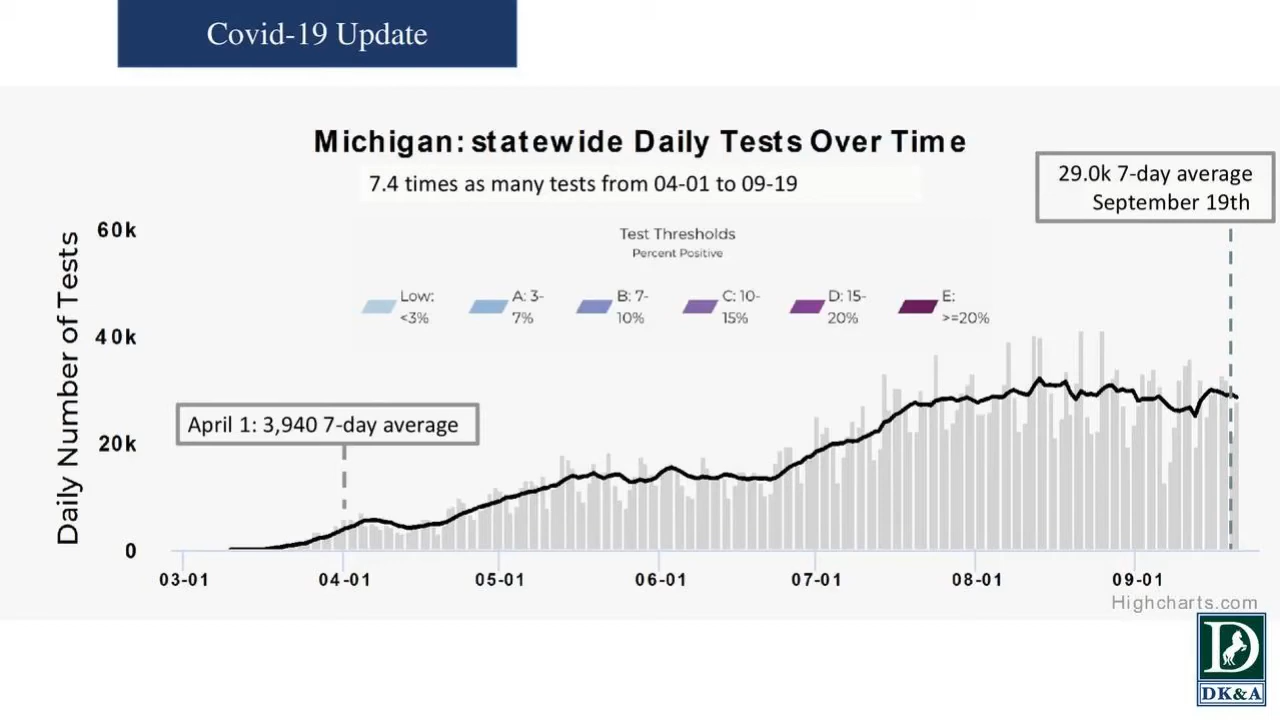 Covid-19 Update
Michigan: statewide Daily Tests Over Time
7.4 times as many tests from 04-01 to 09-19
29.0k 7-day average
September 19th
Test Thresholds
Percent Positive
Low:
<3%
A: 3-
7%
B: 7-
10%
C: 10-
15%
D: 15-
20%
E:
>=20%
Daily Number of Tests
60k
40k
20k
0
April 1: 3,940 7-day average
03-01
04-01
05-01
06-01
07-01
08-01
09-01
Highcharts.com
D
DK&A